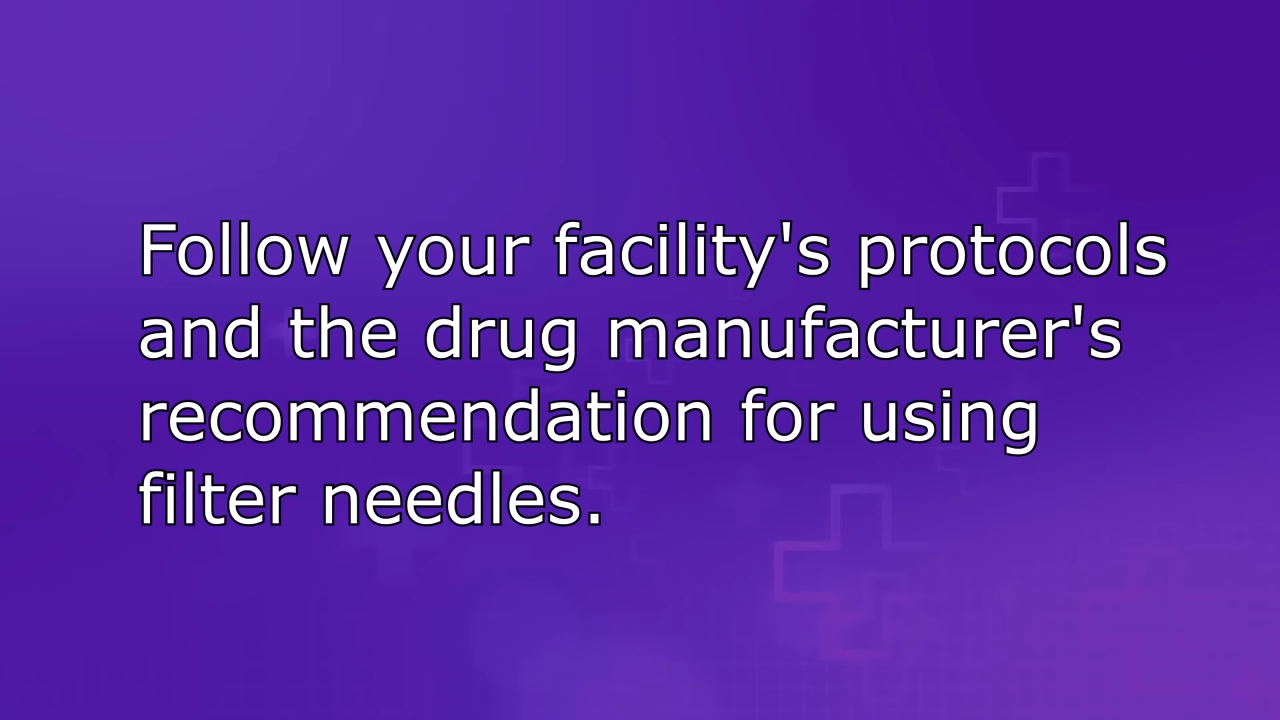 Follow your facility's protocols
and the drug manufacturer's
recommendation for using
filter needles.